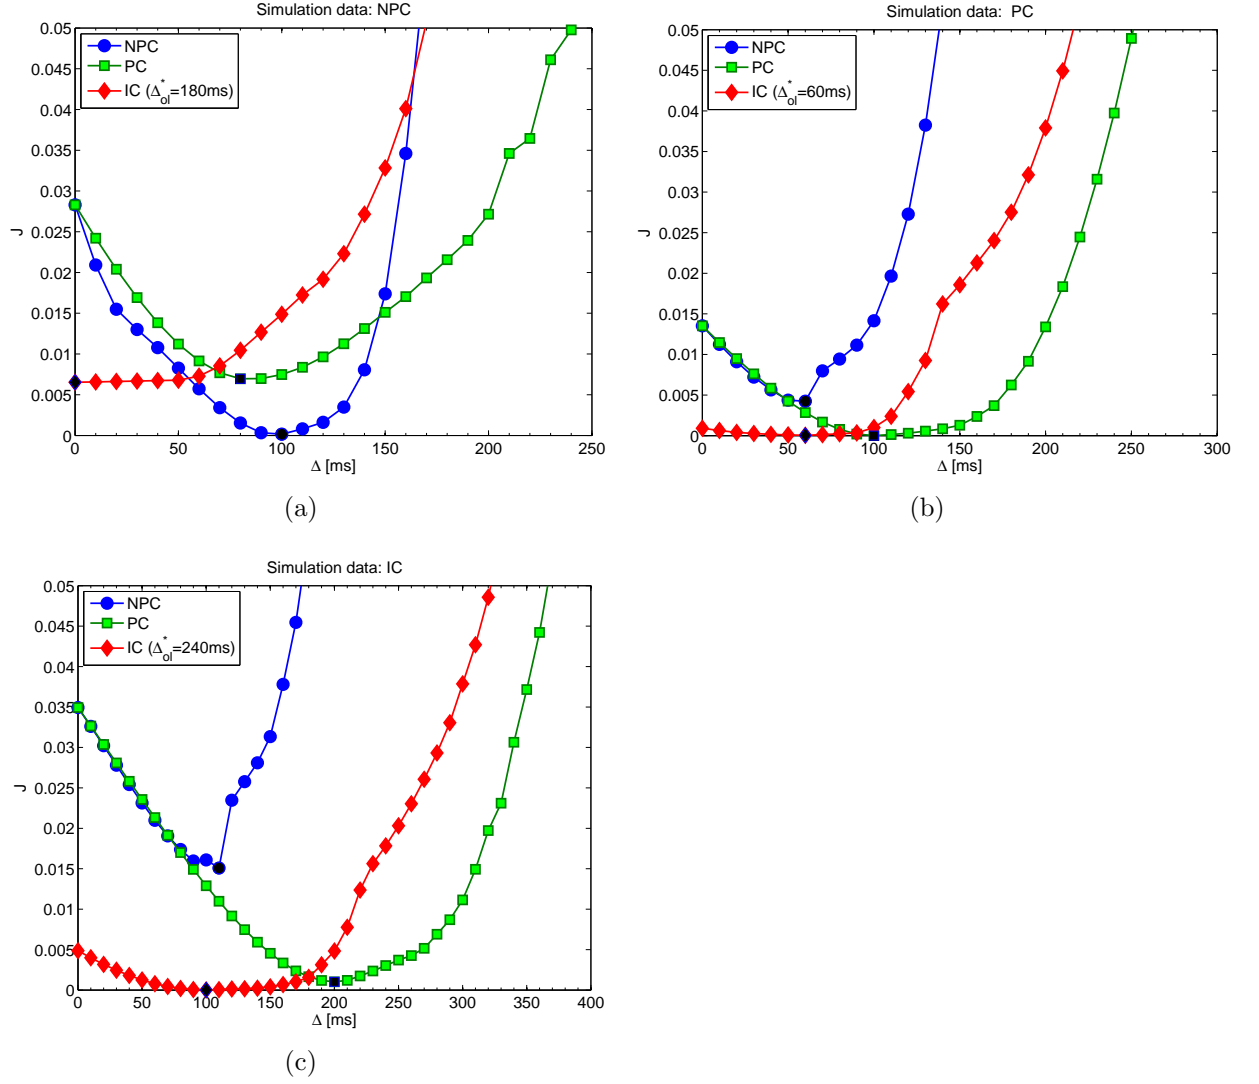 Simulation data: NPC
0.05
0.045
0.04
0.035
0.03
0.025
0.02
0.015
0.01
0.005
0
J
NPC
PC
IC (Δ*ol=180ms)
0 50 100 150 200 250
Δ [ms]
(a)
Simulation data: PC
0.05
0.045
0.04
0.035
0.03
0.025
0.02
0.015
0.01
0.005
0
J
NPC
PC
IC (Δ*ol=60ms)
0 50 100 150 200 250 300
Δ [ms]
(b)
Simulation data: IC
0.05
0.045
0.04
0.035
0.03
0.025
0.02
0.015
0.01
0.005
0
J
NPC
PC
IC (Δ*ol=240ms)
0 50 100 150 200 250 300 350 400
Δ [ms]
(c)